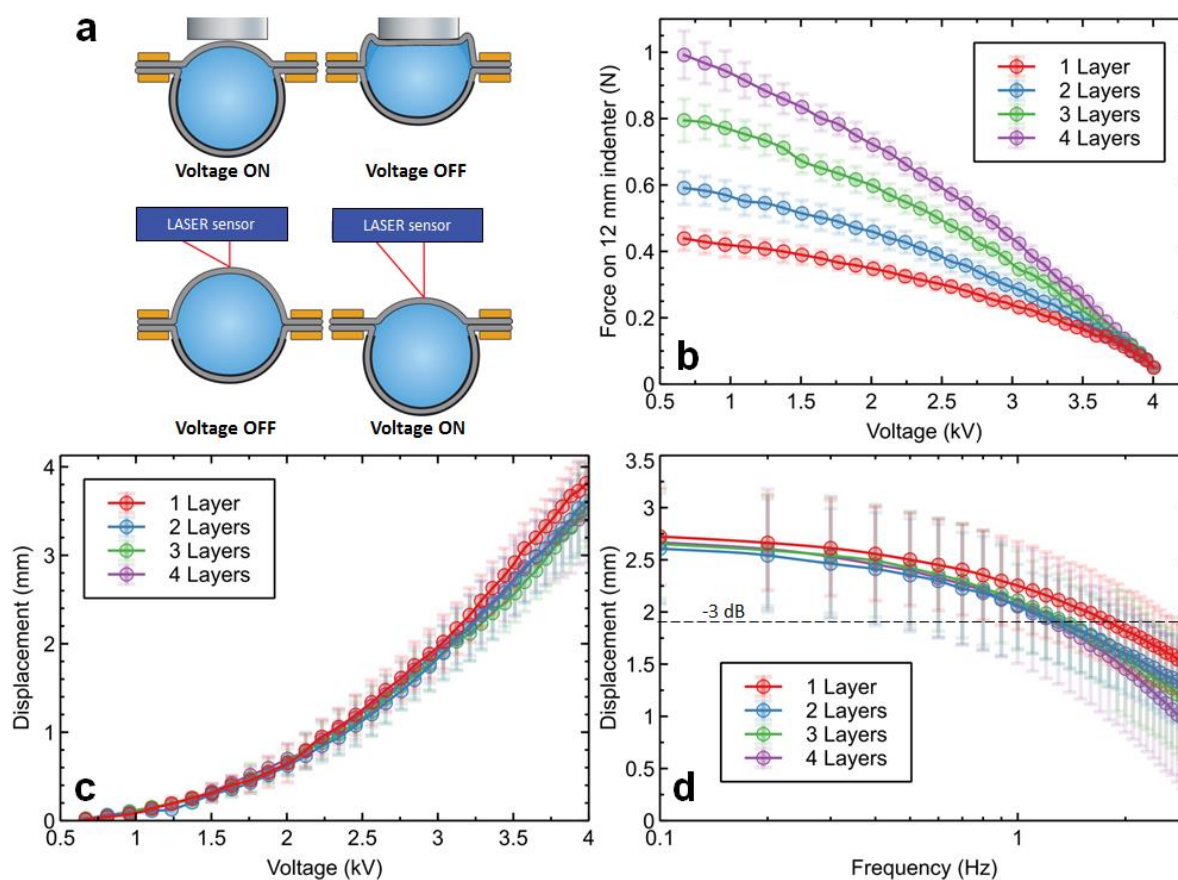 a
Voltage ON
Voltage OFF
LASER sensor
LASER sensor
Voltage OFF
Voltage ON
1
0.8
0.6
0.4
0.2
0
Force on 12 mm indenter (N)
1 Layer
2 Layers
3 Layers
4 Layers
b
0.5
1
1.5
2
2.5
3
3.5
4
Voltage (kV)
4
3.2
2.4
1.6
0.8
0
Displacement (mm)
1 Layer
2 Layers
3 Layers
4 Layers
c
0.5
1
1.5
2
2.5
3
3.5
4
Voltage (kV)
3.5
3
2.5
2
1.5
1
0.5
0
Displacement (mm)
-3 dB
1 Layer
2 Layers
3 Layers
4 Layers
d
0.1
1
Frequency (Hz)